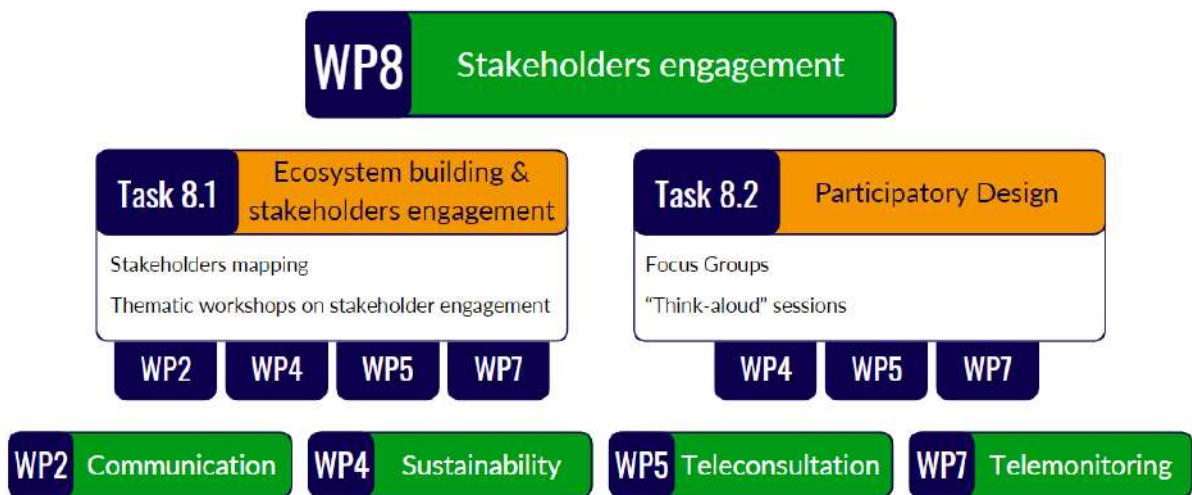 WP8 Stakeholders engagement
Task 8.1
Ecosystem building &
stakeholders engagement
Stakeholders mapping
Thematic workshops on stakeholder engagement
WP2 WP4 WP5 WP7
Task 8.2 Participatory Design
Focus Groups
“Think-aloud” sessions
WP4 WP5 WP7
WP2 Communication
WP4 Sustainability
WP5 Teleconsultation
WP7 Telemonitoring